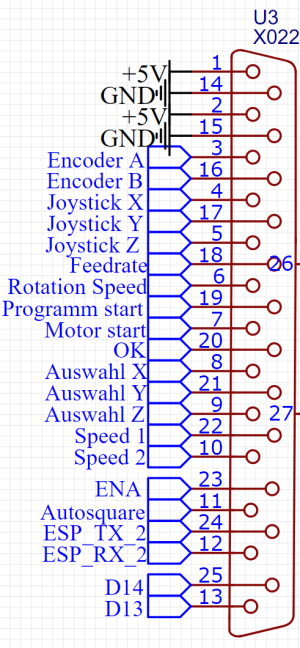 U3
X022
+5V 1
GND 14
+5V 2
GND 15
Encoder A 3
Encoder B 16
Joystick X 4
Joystick Y 17
Joystick Z 5
Feedrate 18 26
Rotation Speed 6
Programm start 19
Motor start 7
OK 20
Auswahl X 8
Auswahl Y 21
Auswahl Z 9 27
Speed 1 22
Speed 2 10
ENA 23
Autosquare 11
ESP_TX_2 24
ESP_RX_2 12
D14 25
D13 13